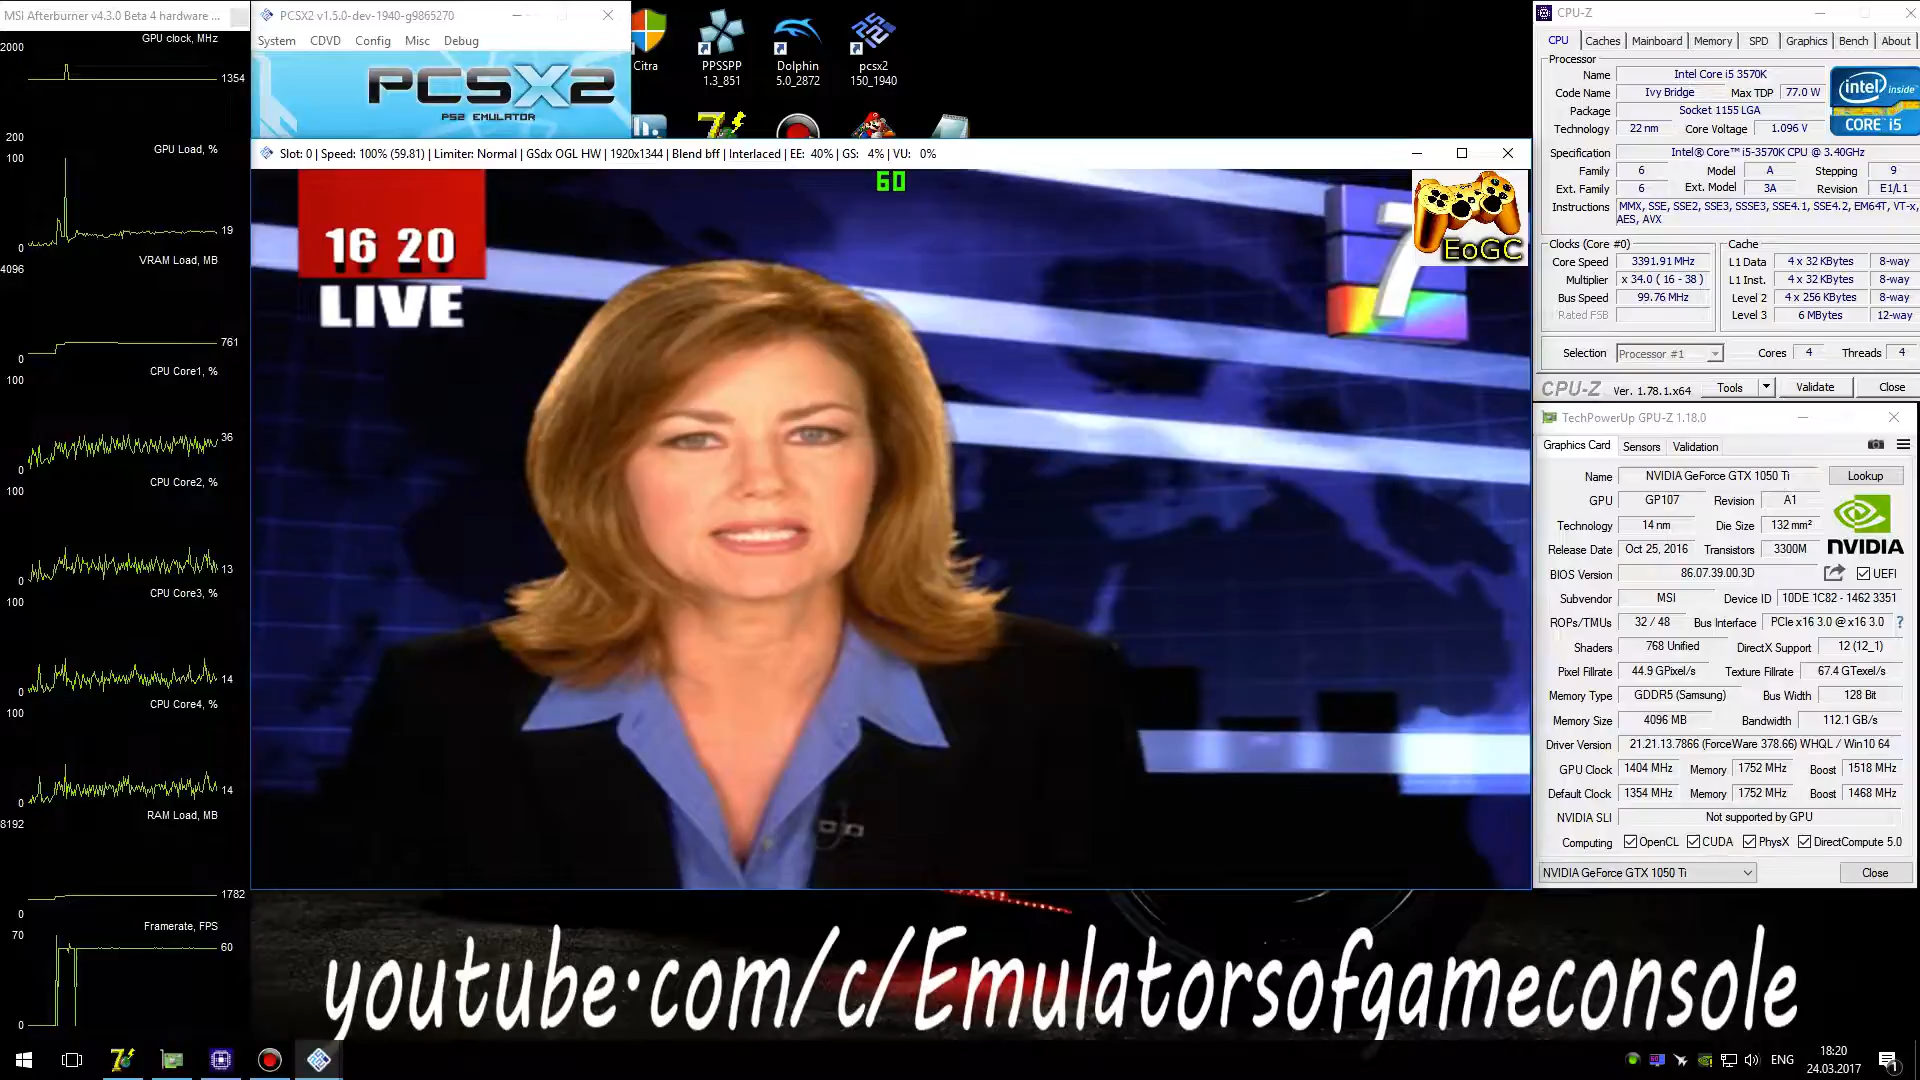 MSI Afterburner v4.3.0 Beta 4 hardware ...
GPU clock, MHz
2000
1354
200
GPU Load, %
100
19
0
VRAM Load, MB
4096
761
0
CPU Core1, %
100
36
0
CPU Core2, %
100
13
0
CPU Core3, %
100
14
0
CPU Core4, %
100
14
0
RAM Load, MB
8192
1782
0
Framerate, FPS
70
60
0
PCSX2 v1.5.0-dev-1940-g9865270
System CDVD Config Misc Debug
PCSX2
PS2 EMULATOR
Citra
PPSSPP
1.3_851
Dolphin
5.0_2872
pcsx2
150_1940
Slot: 0 | Speed: 100% (59.81) | Limiter: Normal | GSdx OGL HW | 1920x1344 | Blend bff | Interlaced | EE: 40% | GS: 4% | VU: 0%
60
16 20
LIVE
7
EoGC
CPU-Z
CPU Caches Mainboard Memory SPD Graphics Bench About
Processor
Name Intel Core i5 3570K
Code Name Ivy Bridge Max TDP 77.0 W
Package Socket 1155 LGA
Technology 22 nm Core Voltage 1.096 V
intel inside
CORE i5
Specification Intel® Core™ i5-3570K CPU @ 3.40GHz
Family 6 Model A Stepping 9
Ext. Family 6 Ext. Model 3A Revision E1/L1
Instructions MMX, SSE, SSE2, SSE3, SSSE3, SSE4.1, SSE4.2, EM64T, VT-x,
AES, AVX
Clocks (Core #0)
Core Speed 3391.91 MHz
Multiplier x 34.0 ( 16 - 38 )
Bus Speed 99.76 MHz
Rated FSB
Cache
L1 Data 4 x 32 KBytes 8-way
L1 Inst. 4 x 32 KBytes 8-way
Level 2 4 x 256 KBytes 8-way
Level 3 6 MBytes 12-way
Selection Processor #1 Cores 4 Threads 4
CPU-Z Ver. 1.78.1.x64 Tools Validate Close
TechPowerUp GPU-Z 1.18.0
Graphics Card Sensors Validation
Name NVIDIA GeForce GTX 1050 Ti Lookup
GPU GP107 Revision A1
Technology 14 nm Die Size 132 mm²
Release Date Oct 25, 2016 Transistors 3300M
NVIDIA
BIOS Version 86.07.39.00.3D UEFI
Subvendor MSI Device ID 10DE 1C82 - 1462 3351
ROPs/TMUs 32 / 48 Bus Interface PCIe x16 3.0 @ x16 3.0 ?
Shaders 768 Unified DirectX Support 12 (12_1)
Pixel Fillrate 44.9 GPixel/s Texture Fillrate 67.4 GTexel/s
Memory Type GDDR5 (Samsung) Bus Width 128 Bit
Memory Size 4096 MB Bandwidth 112.1 GB/s
Driver Version 21.21.13.7866 (ForceWare 378.66) WHQL / Win10 64
GPU Clock 1404 MHz Memory 1752 MHz Boost 1518 MHz
Default Clock 1354 MHz Memory 1752 MHz Boost 1468 MHz
NVIDIA SLI Not supported by GPU
Computing OpenCL CUDA PhysX DirectCompute 5.0
NVIDIA GeForce GTX 1050 Ti Close
youtube.com/c/Emulatorsofgameconsole
ENG
18:20
24.03.2017
1